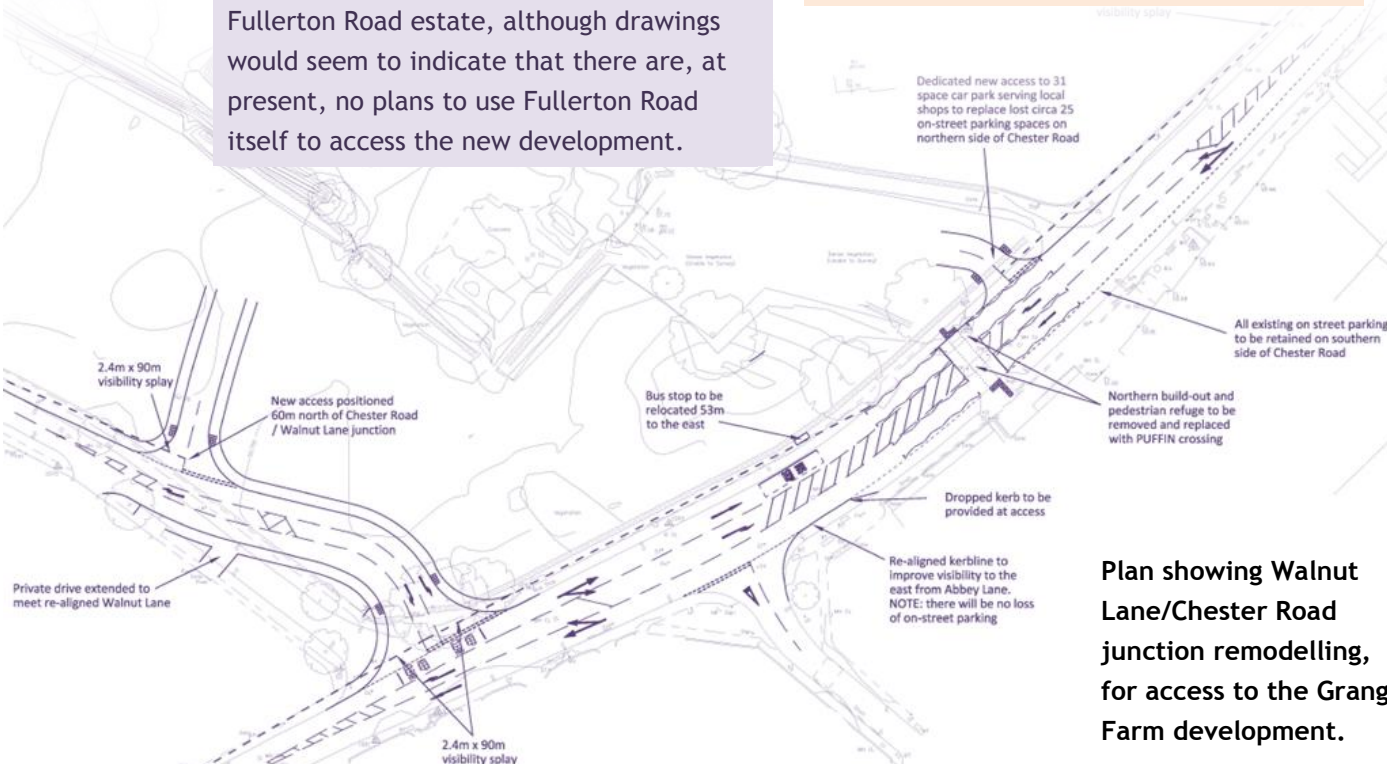 Fullerton Road estate, although drawings
would seem to indicate that there are, at
present, no plans to use Fullerton Road
itself to access the new development.
visibility splay
Dedicated new access to 31
space car park serving local
shops to replace lost circa 25
on-street parking spaces on
northern side of Chester Road
All existing on street parking
to be retained on southern
side of Chester Road
2.4m x 90m
visibility splay
New access positioned
60m north of Chester Road
/ Walnut Lane junction
Bus stop to be
relocated 53m
to the east
Northern build-out and
pedestrian refuge to be
removed and replaced
with PUFFIN crossing
Dropped kerb to be
provided at access
Re-aligned kerbline to
improve visibility to the
east from Abbey Lane.
NOTE: there will be no loss
of on-street parking
Private drive extended to
meet re-aligned Walnut Lane
2.4m x 90m
visibility splay
Plan showing Walnut
Lane/Chester Road
junction remodelling,
for access to the Grang
Farm development.